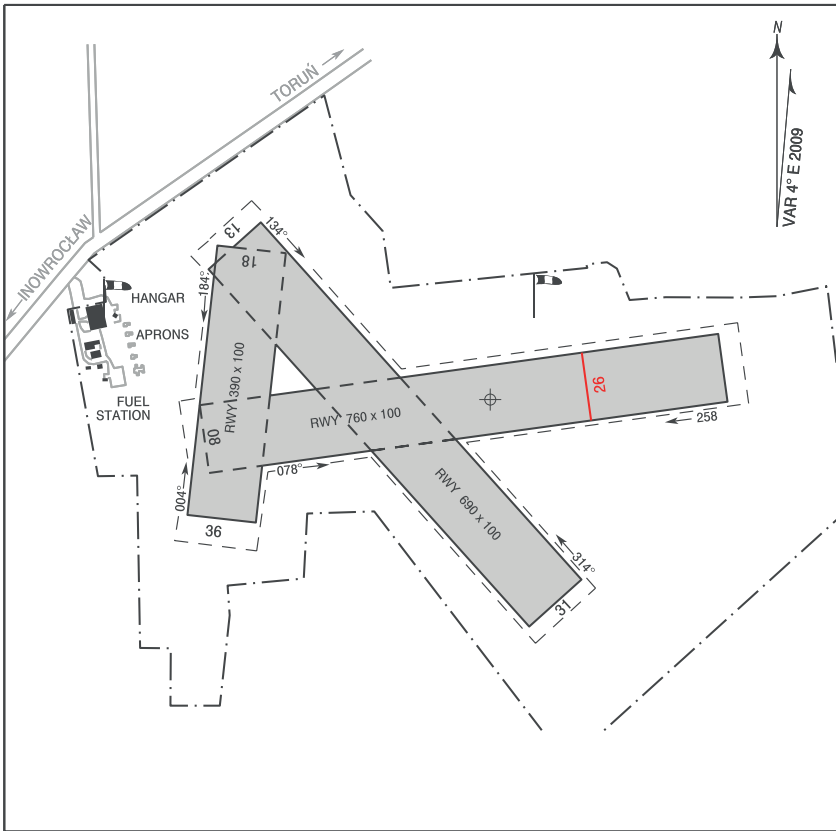 N
VAR 4° E 2009
TORUŃ
INOWROCŁAW
HANGAR
APRONS
FUEL
STATION
13
134°
18
184°
RWY 390 x 100
RWY 760 x 100
26
258
08
078°
004°
36
RWY 690 x 100
314°
31